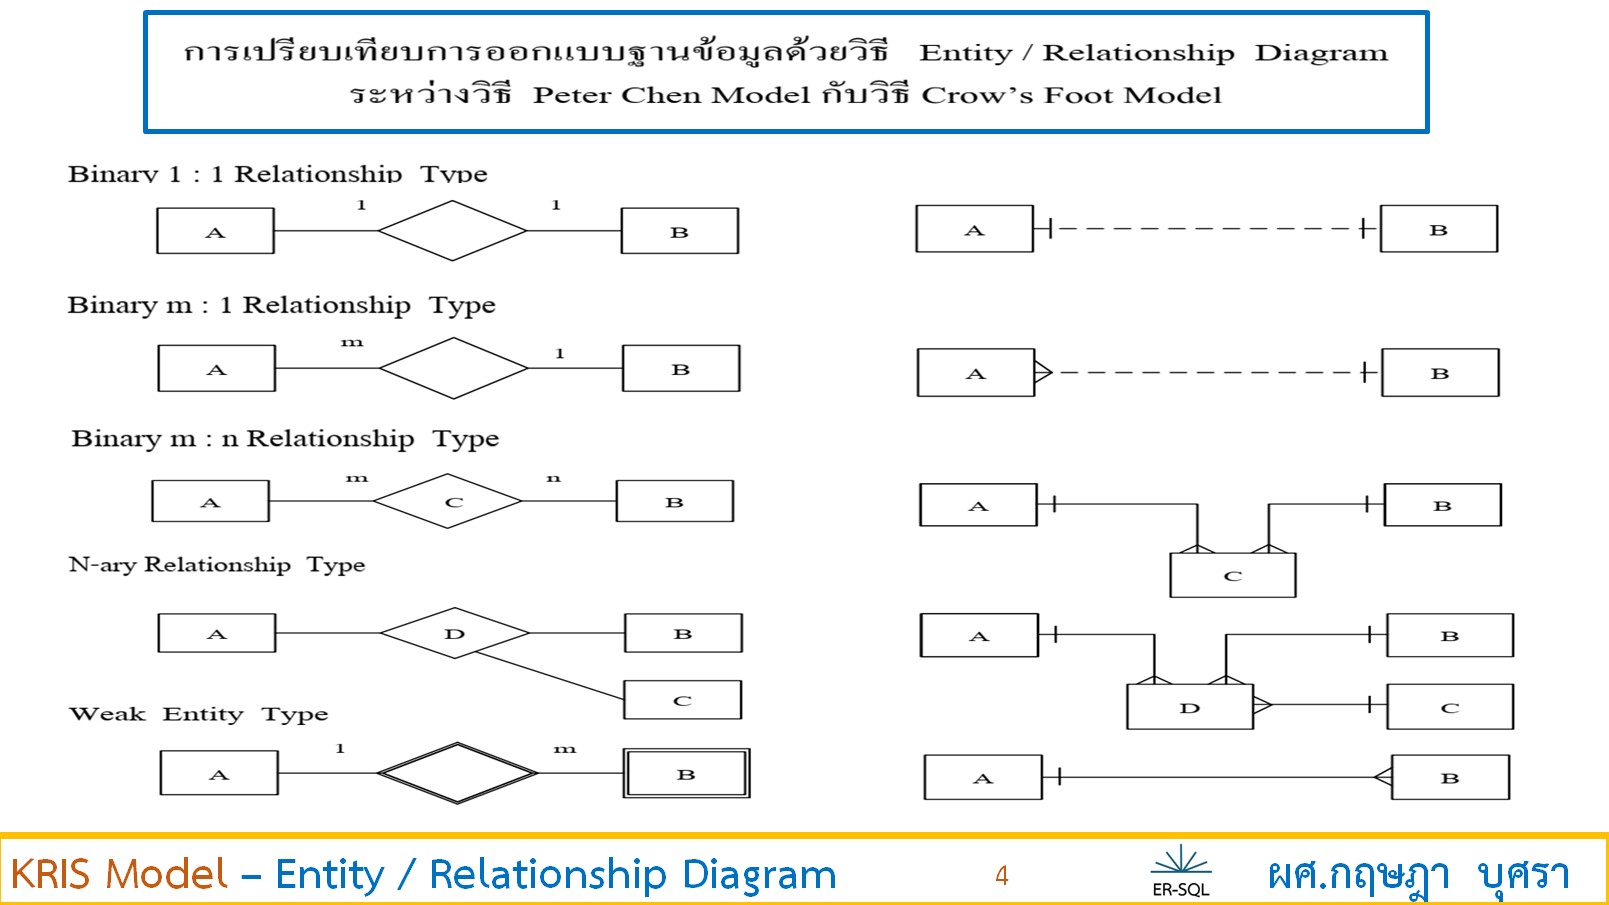 การเปรียบเทียบการออกแบบฐานข้อมูลด้วยวิธี Entity / Relationship Diagram
ระหว่างวิธี Peter Chen Model กับวิธี Crow’s Foot Model
Binary 1 : 1 Relationship Type
A 1 1 B
A B
Binary m : 1 Relationship Type
A m 1 B
A B
Binary m : n Relationship Type
A m C n B
A B
C
N-ary Relationship Type
A D B
C
A B
D C
Weak Entity Type
A 1 m B
A B
KRIS Model – Entity / Relationship Diagram
4
ER-SQL
ผศ.กฤษฎา บุศรา